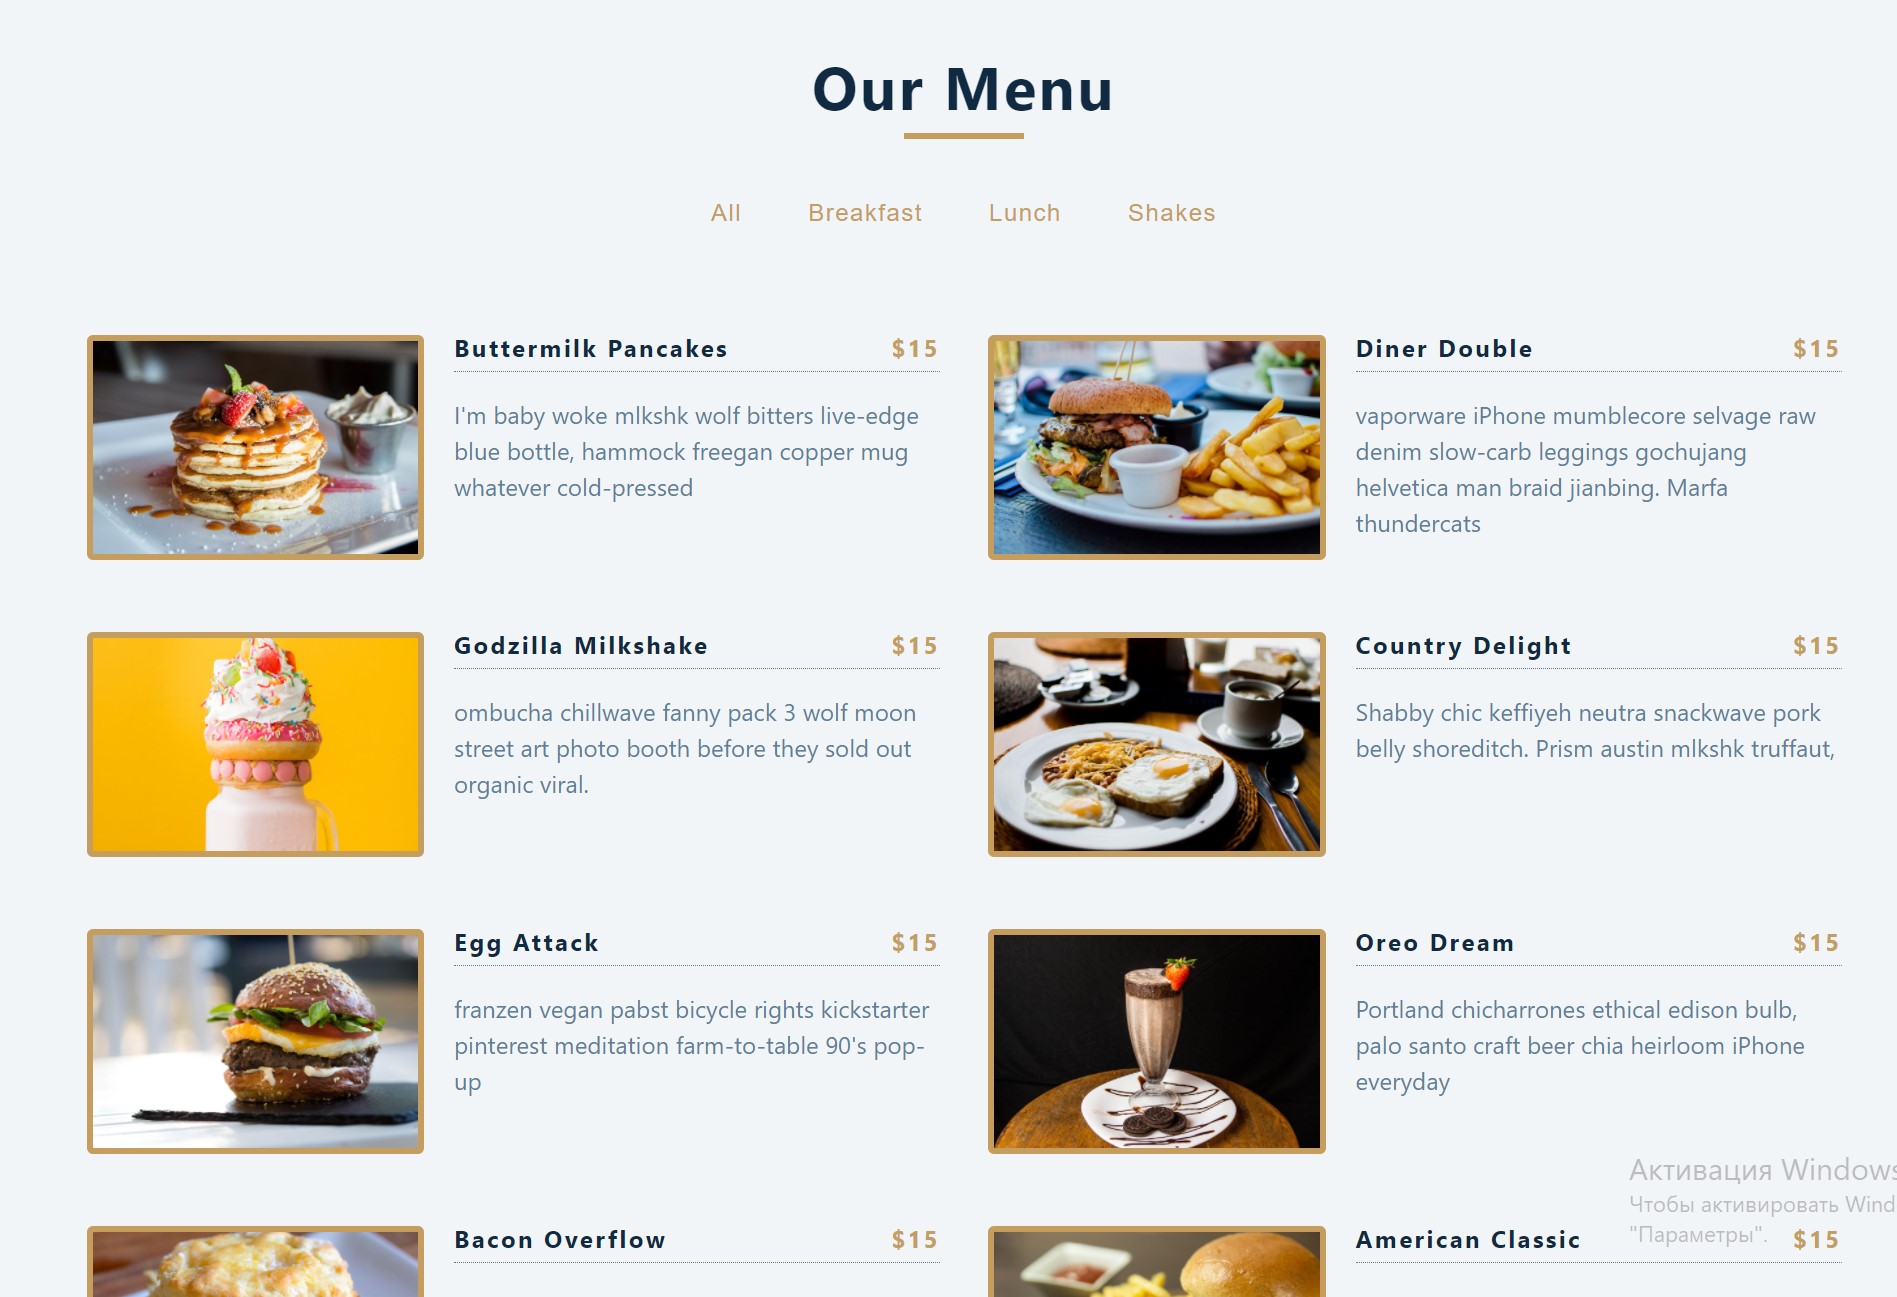 Our Menu
All Breakfast Lunch Shakes
Buttermilk Pancakes $15
I'm baby woke mlkshk wolf bitters live-edge
blue bottle, hammock freegan copper mug
whatever cold-pressed
Diner Double $15
vaporware iPhone mumblecore selvage raw
denim slow-carb leggings gochujang
helvetica man braid jianbing. Marfa
thundercats
Godzilla Milkshake $15
ombucha chillwave fanny pack 3 wolf moon
street art photo booth before they sold out
organic viral.
Country Delight $15
Shabby chic keffiyeh neutra snackwave pork
belly shoreditch. Prism austin mlkshk truffaut,
Egg Attack $15
franzen vegan pabst bicycle rights kickstarter
pinterest meditation farm-to-table 90's pop-
up
Oreo Dream $15
Portland chicharrones ethical edison bulb,
palo santo craft beer chia heirloom iPhone
everyday
Bacon Overflow $15
American Classic $15
Активация Windows
Чтобы активировать Wind
"Параметры".